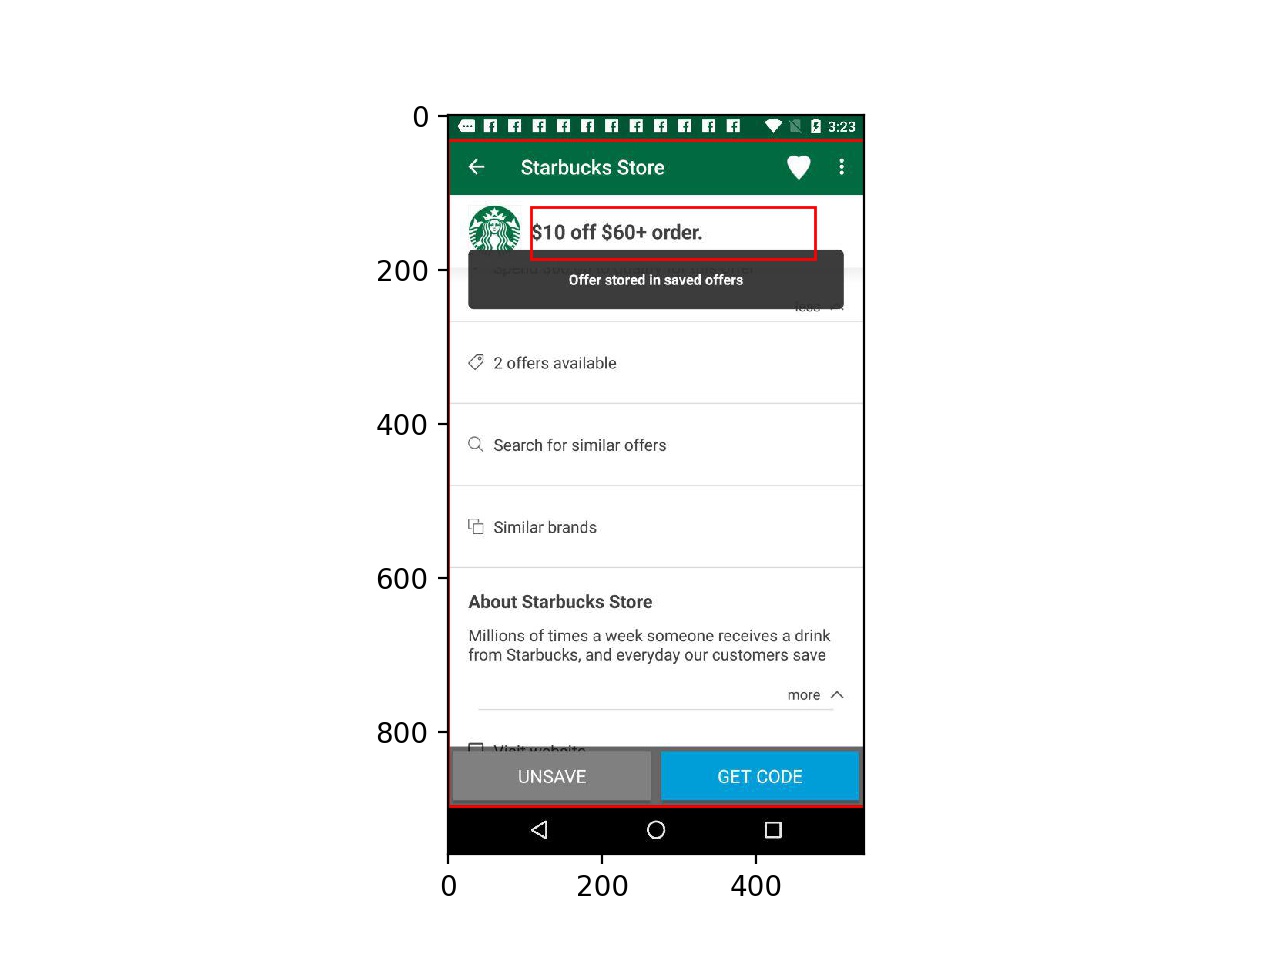 0
3:23
Starbucks Store
$10 off $60+ order.
200
Offer stored in saved offers
less
2 offers available
400
Search for similar offers
Similar brands
600
About Starbucks Store
Millions of times a week someone receives a drink
from Starbucks, and everyday our customers save
more
800
Visit website
UNSAVE GET CODE
0 200 400